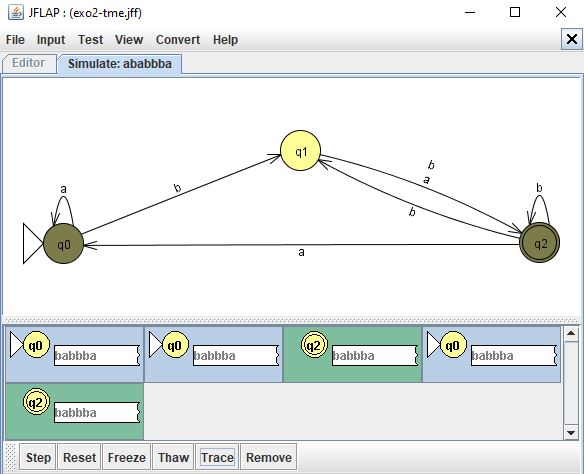 JFLAP : (exo2-tme.jff)
File Input Test View Convert Help
Editor Simulate: ababbba
q1
b
a
b
b
b
a
q0
q2
a
q0 babbba q0 babbba q2 babbba q0 babbba
q2 babbba
Step Reset Freeze Thaw Trace Remove